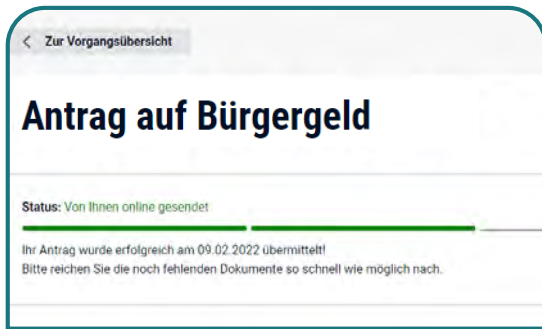 Zur Vorgangsübersicht
Antrag auf Bürgergeld
Status: Von Ihnen online gesendet
Ihr Antrag wurde erfolgreich am 09.02.2022 übermittelt!
Bitte reichen Sie die noch fehlenden Dokumente so schnell wie möglich nach.